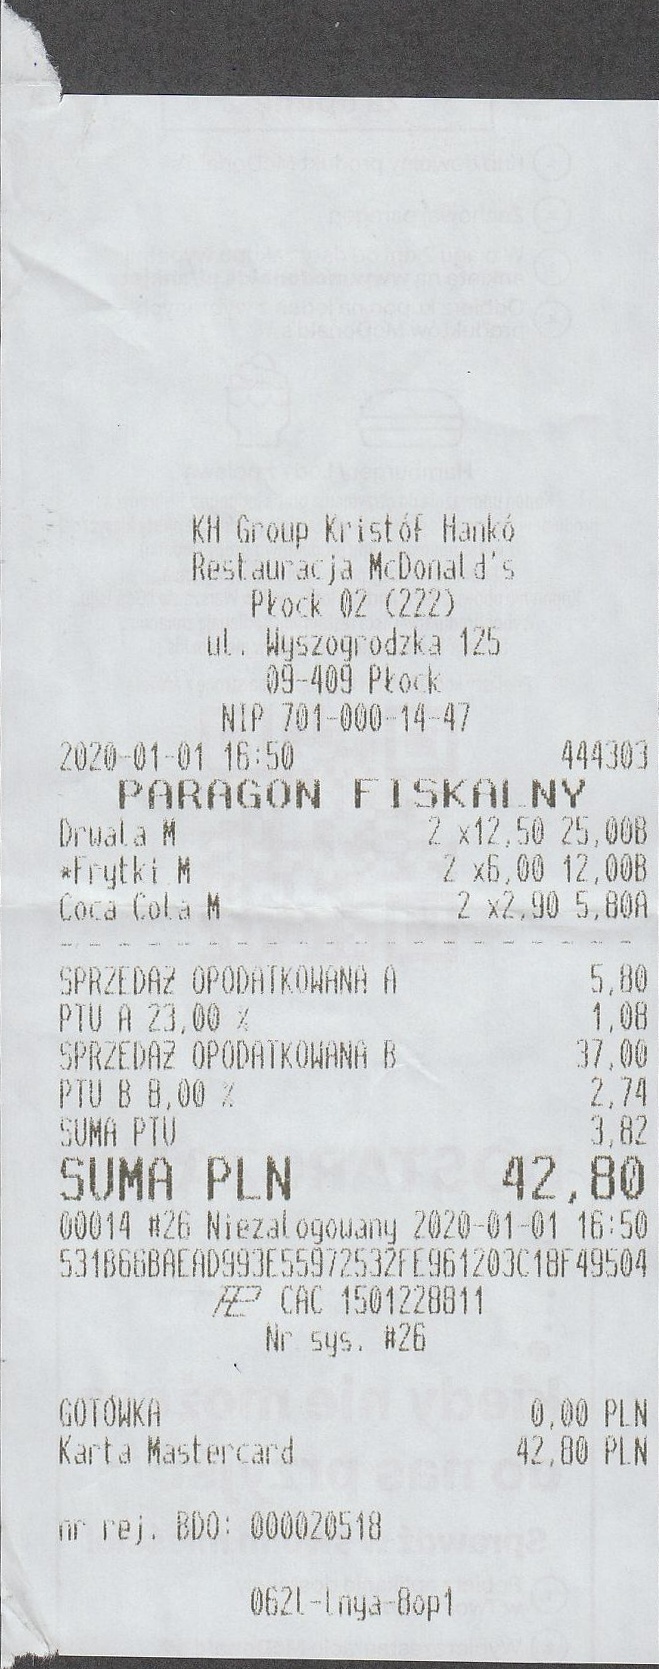 KH Group Kristóf Hankó
Restauracja McDonald's
Płock 02 (222)
ul. Wyszogrodzka 125
09-409 Płock
NIP 701-000-14-47
2020-01-01 16:50 444303
PARAGON FISKALNY
Drwala M 2 x12,50 25,00B
*Frytki M 2 x6,00 12,00B
Coca Cola M 2 x2,90 5,80A
SPRZEDAŻ OPODATKOWANA A 5,80
PTU A 23,00 % 1,08
SPRZEDAŻ OPODATKOWANA B 37,00
PTU B 8,00 % 2,74
SUMA PTU 3,82
SUMA PLN 42,80
00014 #26 Niezalogowany 2020-01-01 16:50
531B66BAEAD993E55972532FE961203C18F49504
CAC 1501228811
Nr sys. #26
GOTÓWKA 0,00 PLN
Karta Mastercard 42,80 PLN
nr rej. BDO: 000020518
062l-lnya-8op1